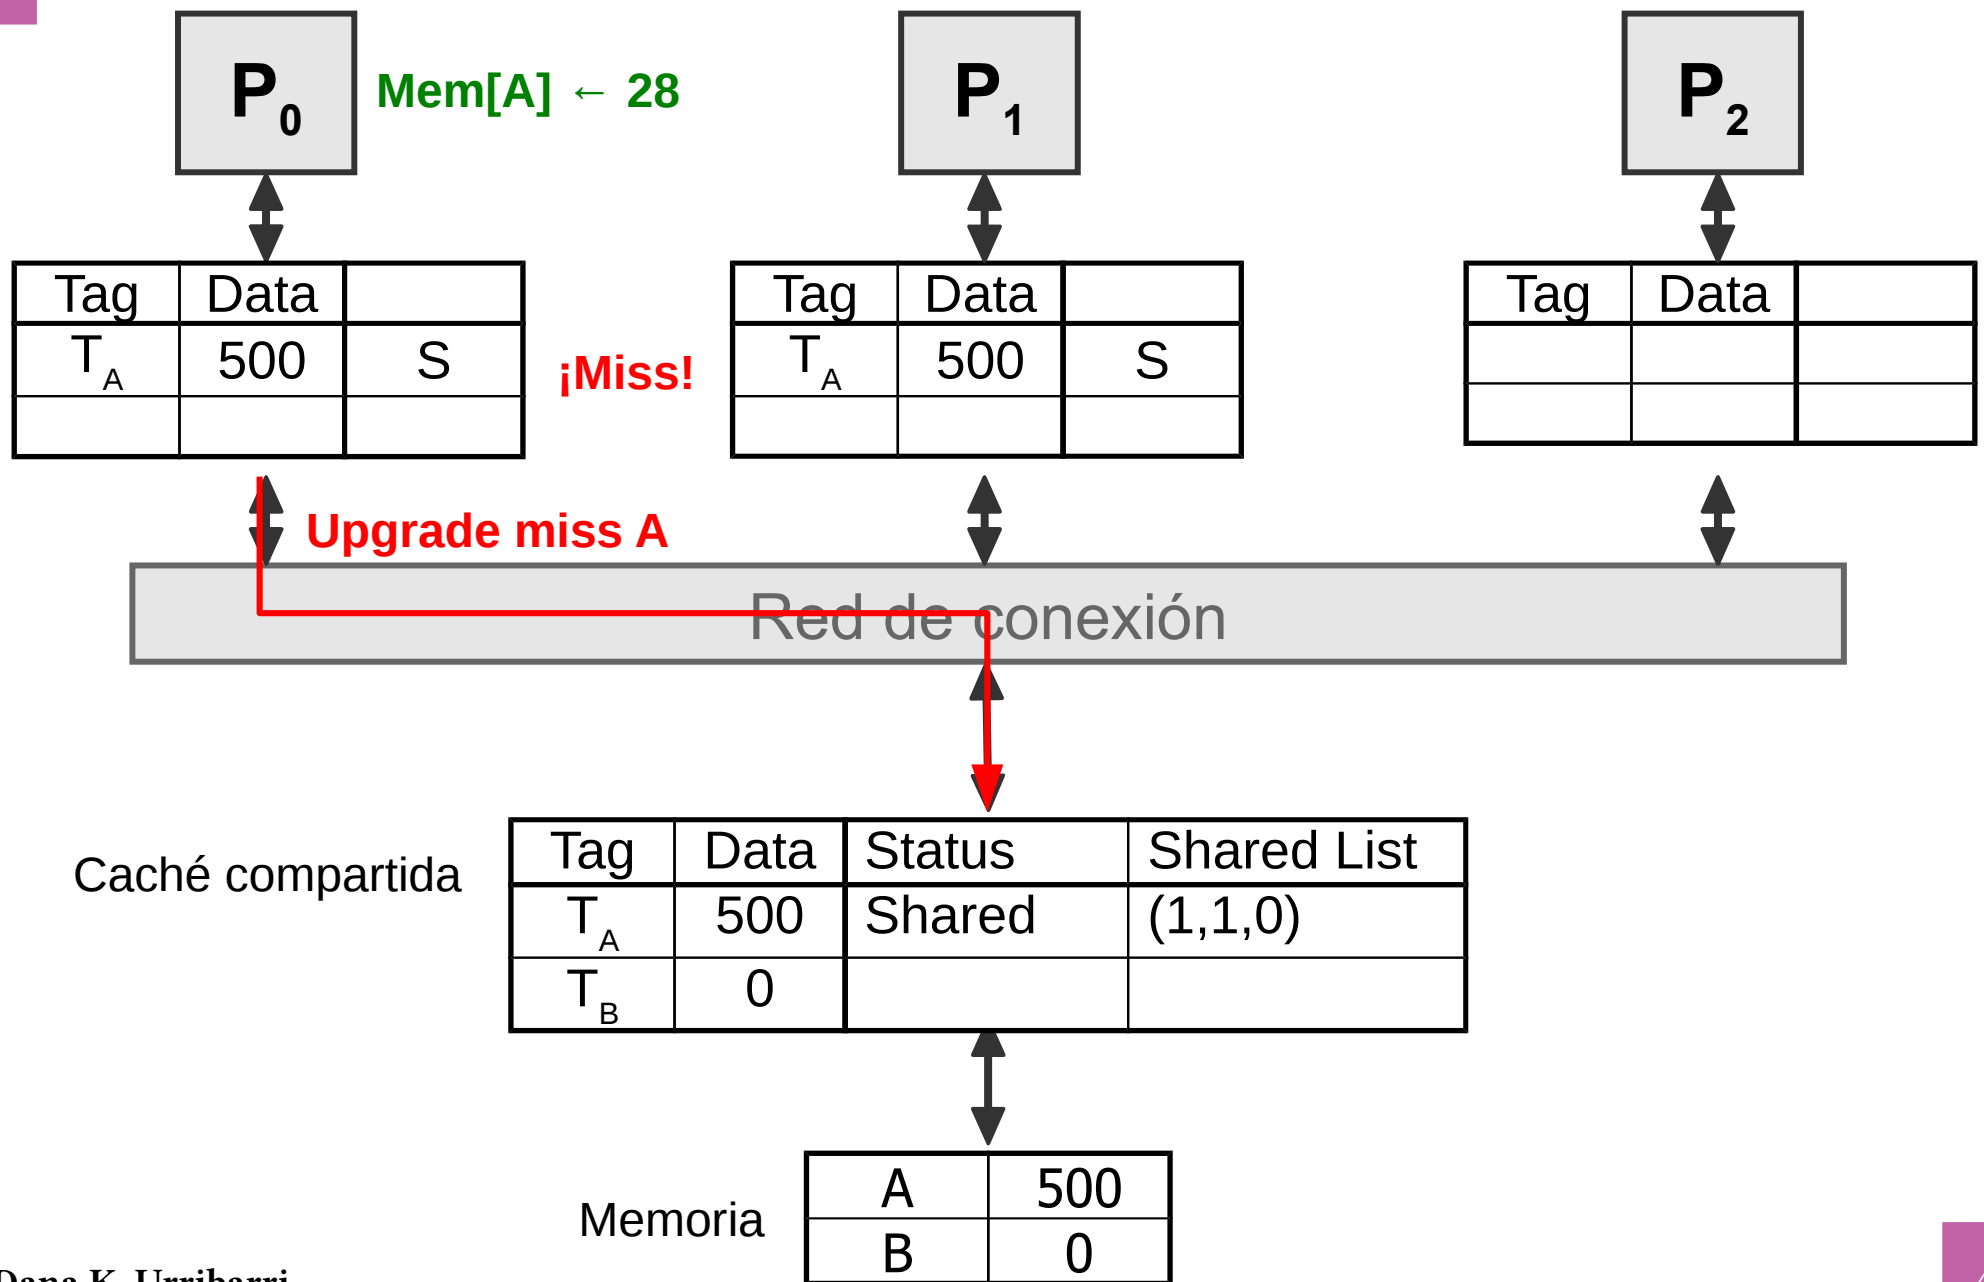 P0 Mem[A] ← 28 P1 P2
Tag Data Tag Data Tag Data
TA 500 S ¡Miss! TA 500 S
Upgrade miss A
Red de conexión
Tag Data Status Shared List
Caché compartida
TA 500 Shared (1,1,0)
TB 0
A 500
Memoria
B 0
Dana K. Urribarri